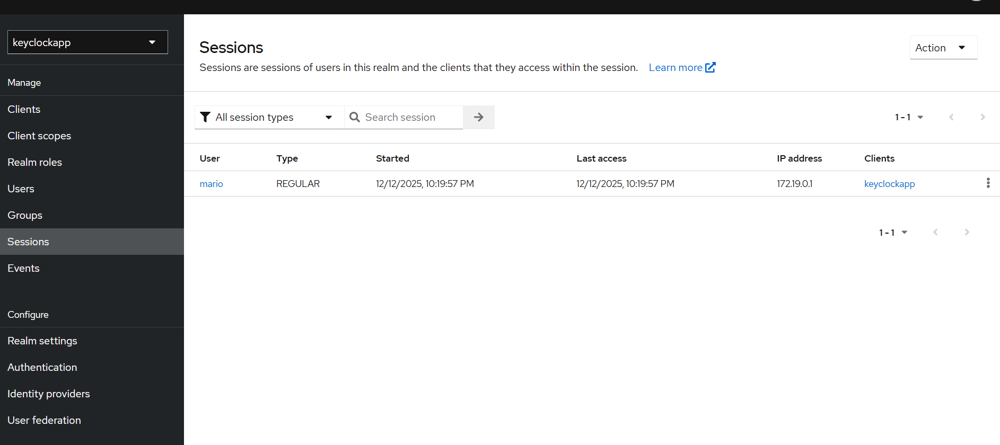 keyclockapp
Manage
Clients
Client scopes
Realm roles
Users
Groups
Sessions
Events
Configure
Realm settings
Authentication
Identity providers
User federation
Sessions
Action
Sessions are sessions of users in this realm and the clients that they access within the session. Learn more
All session types Search session 1 - 1
User Type Started Last access IP address Clients
mario REGULAR 12/12/2025, 10:19:57 PM 12/12/2025, 10:19:57 PM 172.19.0.1 keyclockapp
1 - 1